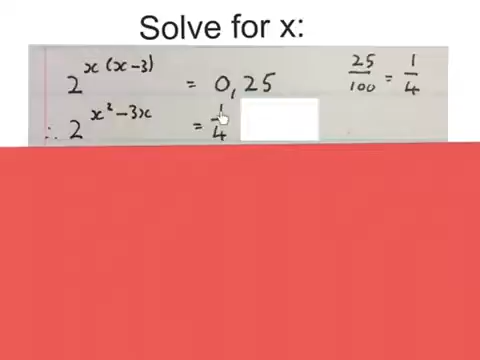 Solve for x:
2^{x(x-3)} = 0,25 25/100 = 1/4
∴ 2^{x²-3x} = 1/4